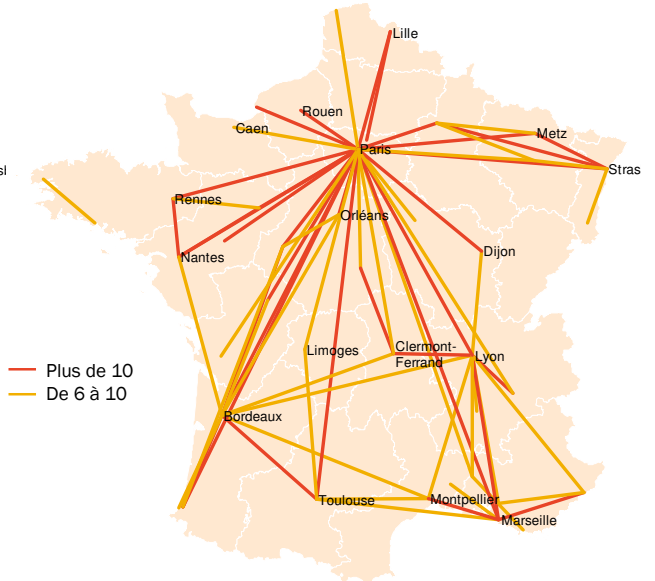 Lille
Rouen
Caen
Metz
Paris
sl
Stras
Rennes
Orléans
Nantes
Dijon
Clermont-
Ferrand
Limoges
Lyon
Plus de 10
De 6 à 10
Bordeaux
Toulouse
Montpellier
Marseille